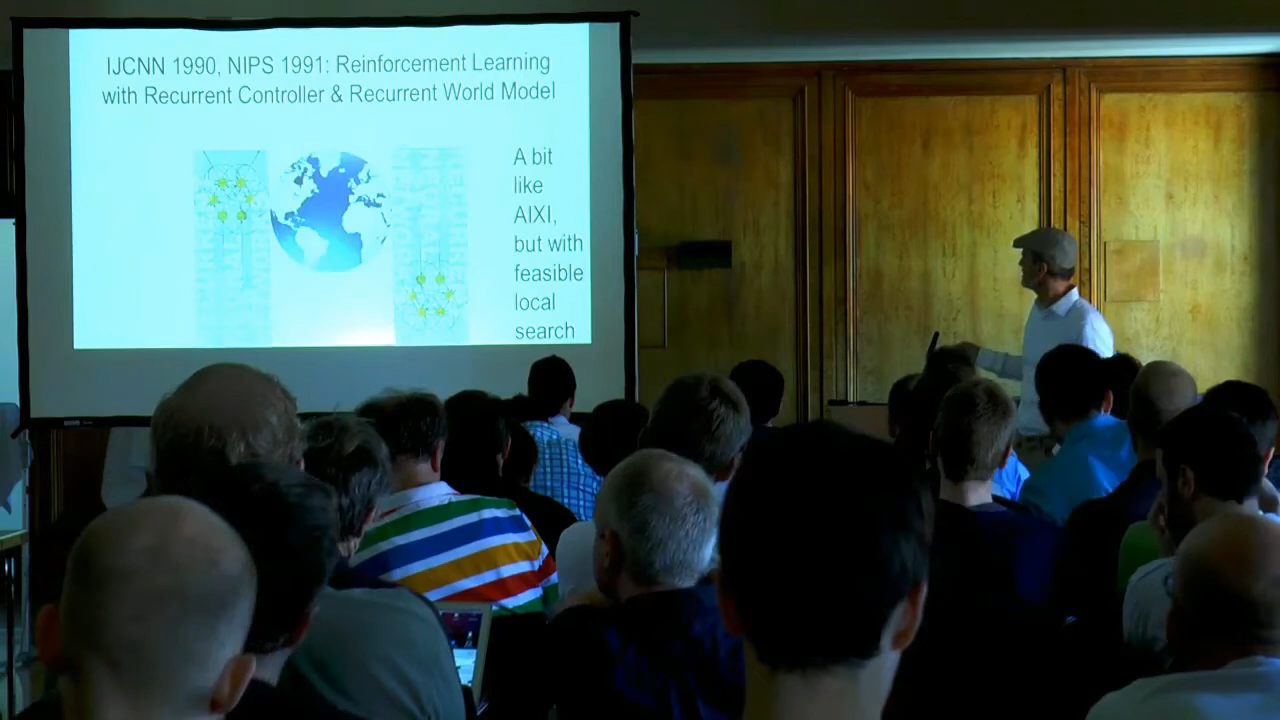 IJCNN 1990, NIPS 1991: Reinforcement Learning
with Recurrent Controller & Recurrent World Model
A bit
like
AIXI,
but with
feasible
local
search